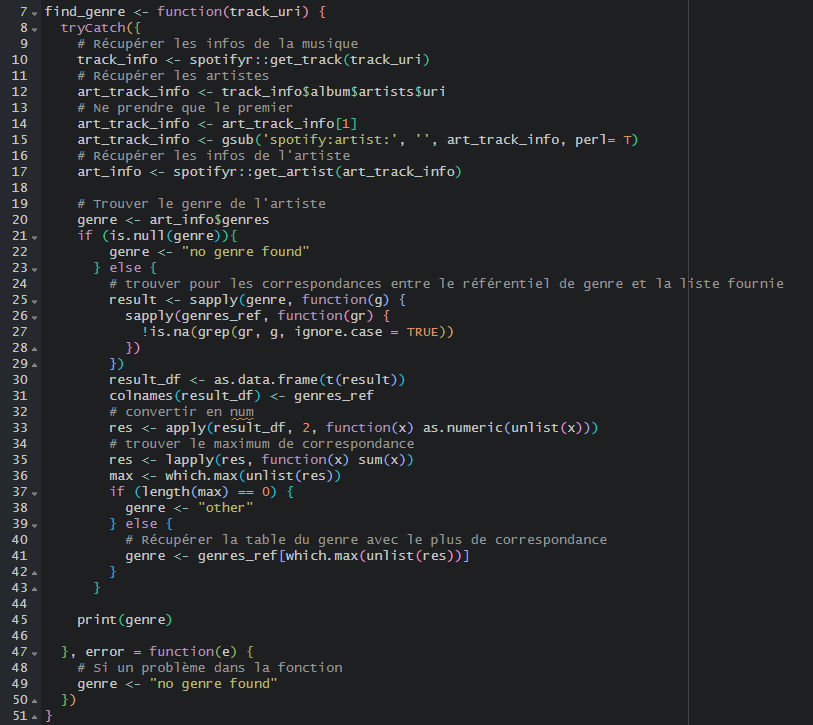 7 find_genre <- function(track_uri) {
8 tryCatch({
9 # Récupérer les infos de la musique
10 track_info <- spotifyr::get_track(track_uri)
11 # Récupérer les artistes
12 art_track_info <- track_info$album$artists$uri
13 # Ne prendre que le premier
14 art_track_info <- art_track_info[1]
15 art_track_info <- gsub('spotify:artist:', '', art_track_info, perl= T)
16 # Récupérer les infos de l'artiste
17 art_info <- spotifyr::get_artist(art_track_info)
18
19 # Trouver le genre de l'artiste
20 genre <- art_info$genres
21 if (is.null(genre)){
22 genre <- "no genre found"
23 } else {
24 # trouver pour les correspondances entre le référentiel de genre et la liste fournie
25 result <- sapply(genre, function(g) {
26 sapply(genres_ref, function(gr) {
27 !is.na(grep(gr, g, ignore.case = TRUE))
28 })
29 })
30 result_df <- as.data.frame(t(result))
31 colnames(result_df) <- genres_ref
32 # convertir en num
33 res <- apply(result_df, 2, function(x) as.numeric(unlist(x)))
34 # trouver le maximum de correspondance
35 res <- lapply(res, function(x) sum(x))
36 max <- which.max(unlist(res))
37 if (length(max) == 0) {
38 genre <- "other"
39 } else {
40 # Récupérer la table du genre avec le plus de correspondance
41 genre <- genres_ref[which.max(unlist(res))]
42 }
43 }
44
45 print(genre)
46
47 }, error = function(e) {
48 # Si un problème dans la fonction
49 genre <- "no genre found"
50 })
51 }